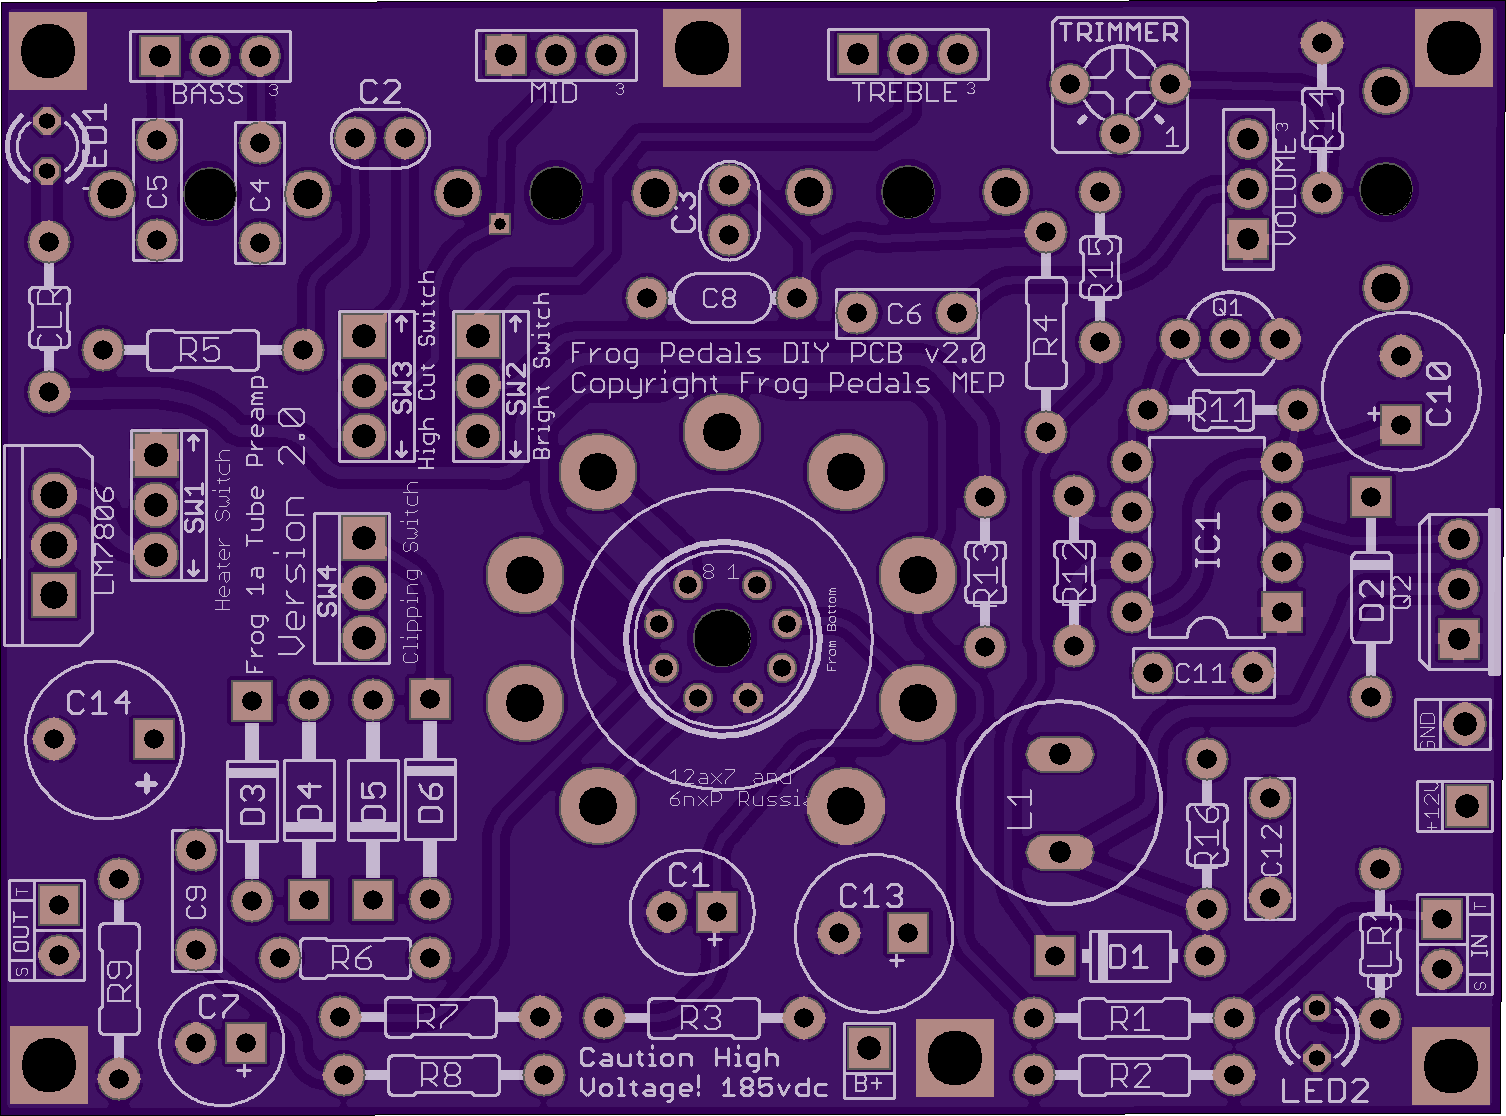 TRIMMER
1
BASS 3
MID 3
TREBLE 3
C2
R14
VOLUME 3
C5
C4
C3
R15
C8
C6
R4
Q1
R5
SW3
High Cut Switch
SW2
Bright Switch
Frog Pedals DIY PCB v2.0
Copyright Frog Pedals MEP
R11
C10
+
LM7806
SW1
Heater Switch
Frog 1a Tube Preamp
Version 2.0
SW4
Clipping Switch
8 1
From Bottom
R13
R12
IC1
D2
Q2
C11
C14
+
GND
12ax7 and
D3
D4
D5
D6
L1
R16
C12
+12V
C9
C1
+
C13
+
OUT
T
S
R9
R6
D1
LR1
IN
T
S
C7
+
R7
R3
R1
R8
Caution High
Voltage! 185vdc
B+
R2
LED2